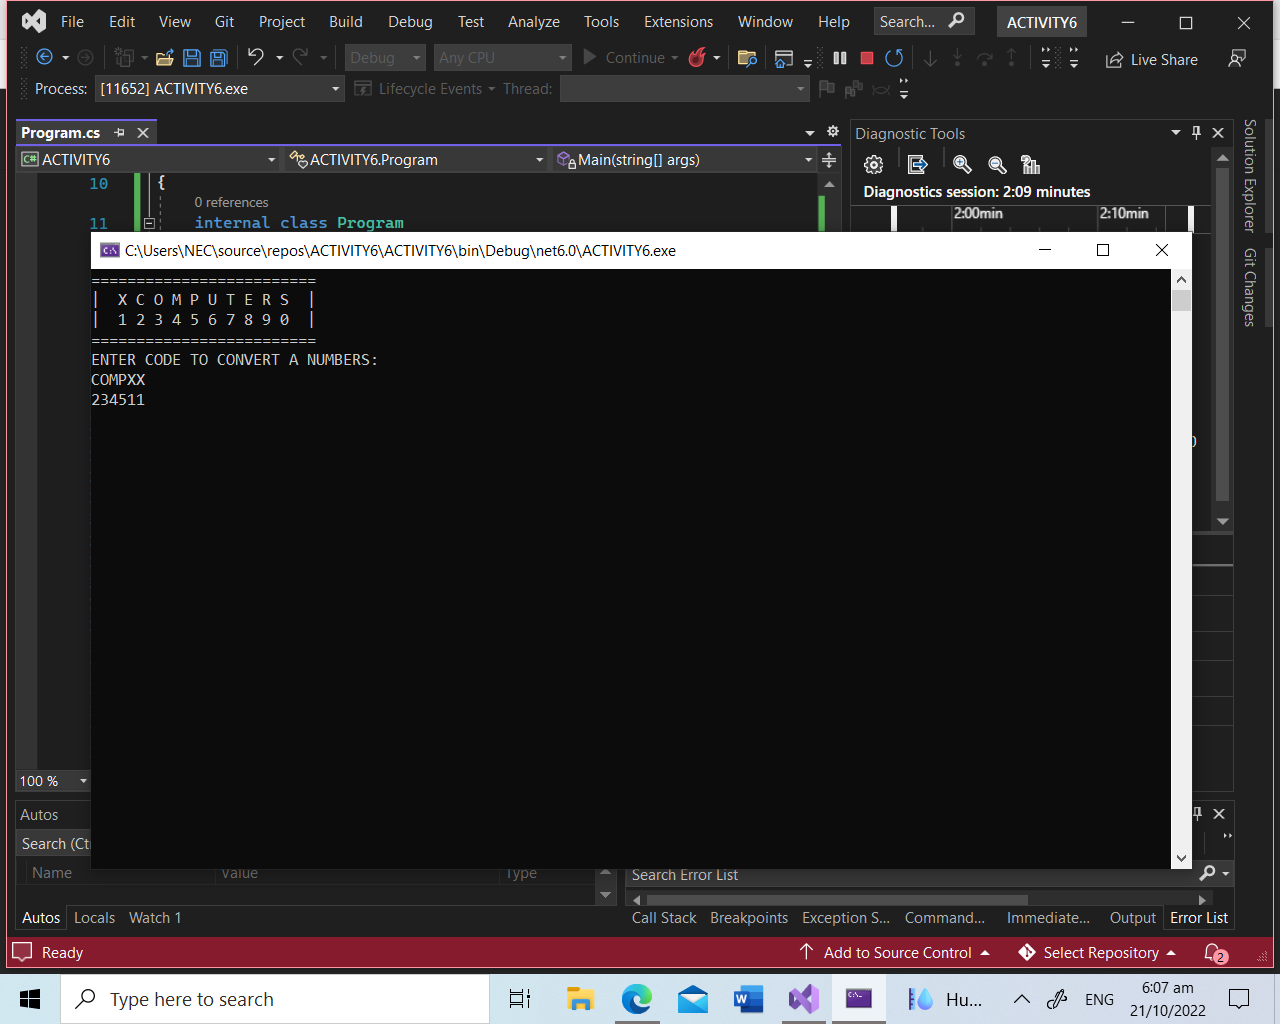 File Edit View Git Project Build Debug Test Analyze Tools Extensions Window Help Search... ACTIVITY6
Debug Any CPU Continue Live Share
Process: [11652] ACTIVITY6.exe Lifecycle Events Thread:
Program.cs
ACTIVITY6 ACTIVITY6.Program Main(string[] args)
10 {
0 references
11 internal class Program
Diagnostic Tools
Diagnostics session: 2:09 minutes
2:00min 2:10min
Solution Explorer
Git Changes
C:\Users\NEC\source\repos\ACTIVITY6\ACTIVITY6\bin\Debug\net6.0\ACTIVITY6.exe
=========================
| X C O M P U T E R S |
| 1 2 3 4 5 6 7 8 9 0 |
=========================
ENTER CODE TO CONVERT A NUMBERS:
COMPXX
234511
100 %
Autos
Search (Ct
Name Value Type
Search Error List
Autos Locals Watch 1
Call Stack Breakpoints Exception S... Command... Immediate... Output Error List
Ready Add to Source Control Select Repository 2
Type here to search
Hu... ENG
6:07 am
21/10/2022